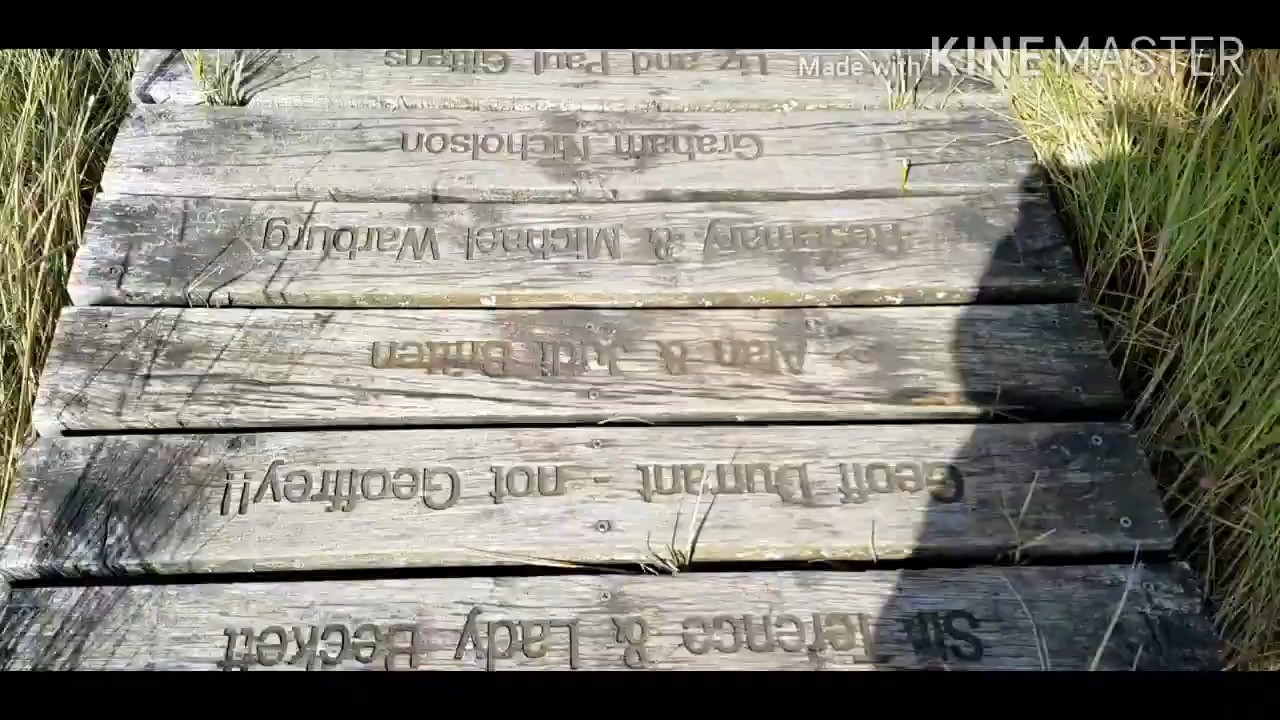 Made with KINEMASTER
Sir Terence & Lady Beckett
Geoff Durrant - not Geoffrey!!
Alan & Judi Britten
Rosemary & Michael Warburg
Graham Nicholson
Liz and Paul Gittens